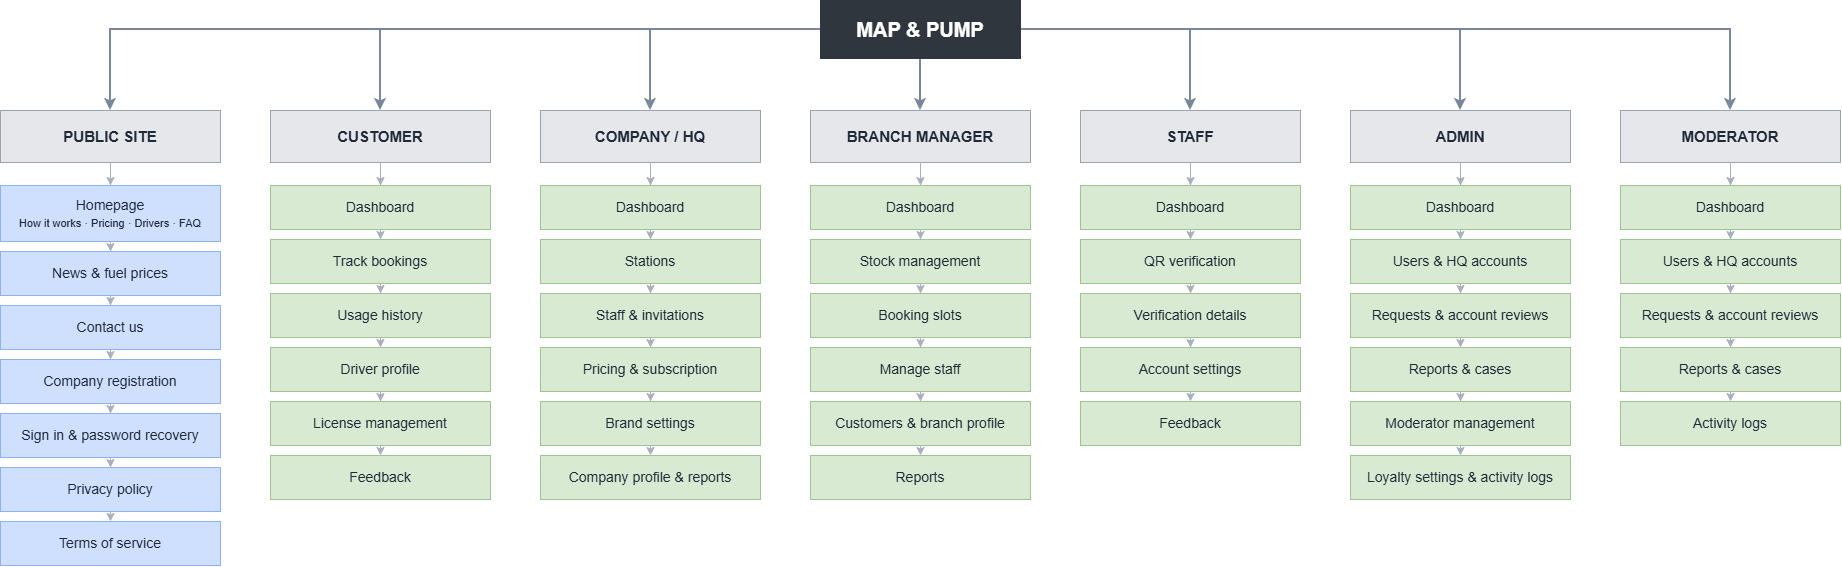 MAP & PUMP
PUBLIC SITE
Homepage
How it works · Pricing · Drivers · FAQ
News & fuel prices
Contact us
Company registration
Sign in & password recovery
Privacy policy
Terms of service
CUSTOMER
Dashboard
Track bookings
Usage history
Driver profile
License management
Feedback
COMPANY / HQ
Dashboard
Stations
Staff & invitations
Pricing & subscription
Brand settings
Company profile & reports
BRANCH MANAGER
Dashboard
Stock management
Booking slots
Manage staff
Customers & branch profile
Reports
STAFF
Dashboard
QR verification
Verification details
Account settings
Feedback
ADMIN
Dashboard
Users & HQ accounts
Requests & account reviews
Reports & cases
Moderator management
Loyalty settings & activity logs
MODERATOR
Dashboard
Users & HQ accounts
Requests & account reviews
Reports & cases
Activity logs